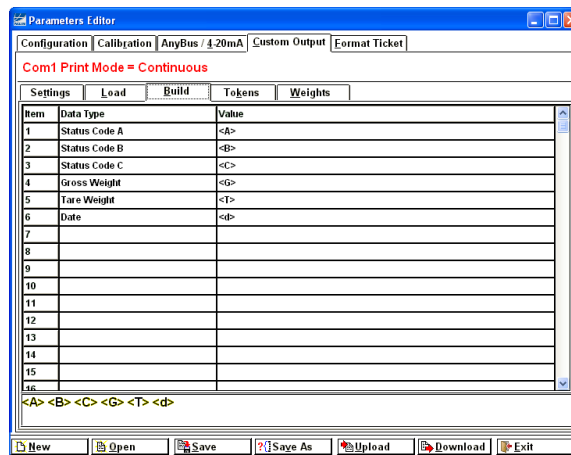 Parameters Editor
Configuration Calibration AnyBus / 4-20mA Custom Output Format Ticket
Com1 Print Mode = Continuous
Settings Load Build Tokens Weights
Item Data Type Value
1 Status Code A <A>
2 Status Code B <B>
3 Status Code C <C>
4 Gross Weight <G>
5 Tare Weight <T>
6 Date <d>
7
8
9
10
11
12
13
14
15
16
<A> <B> <C> <G> <T> <d>
New Open Save Save As Upload Download Exit